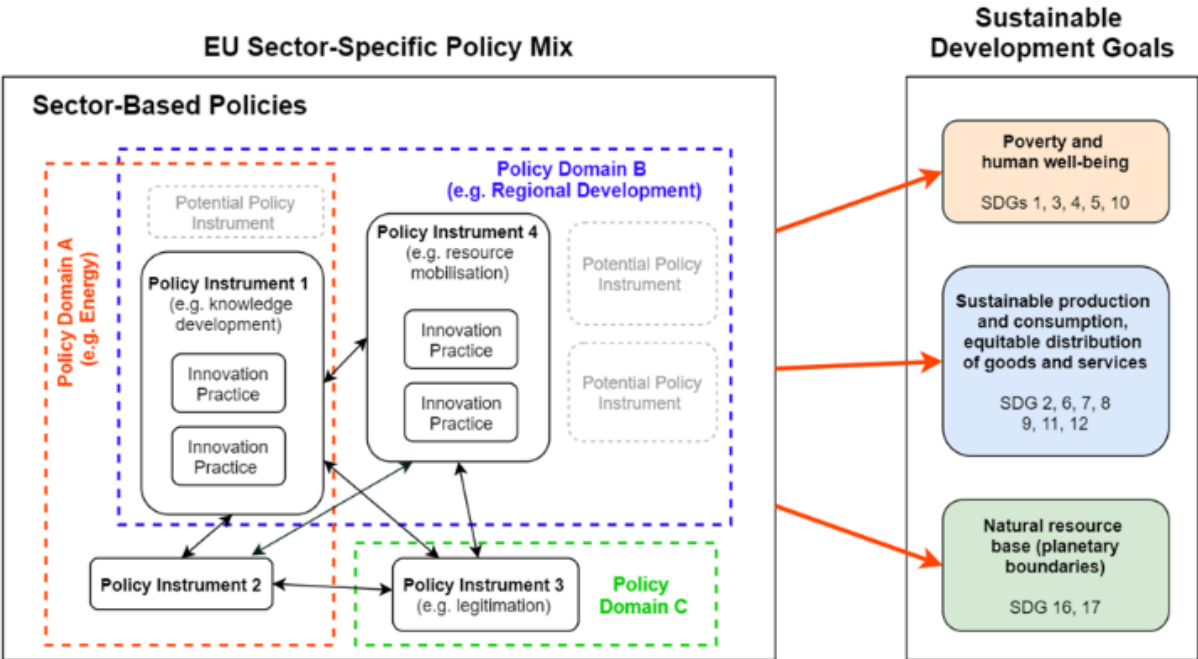 EU Sector-Specific Policy Mix
Sustainable
Development Goals
Sector-Based Policies
Policy Domain A
(e.g. Energy)
Policy Domain B
(e.g. Regional Development)
Potential Policy
Instrument
Policy Instrument 1
(e.g. knowledge
development)
Innovation
Practice
Innovation
Practice
Policy Instrument 4
(e.g. resource
mobilisation)
Innovation
Practice
Innovation
Practice
Potential Policy
Instrument
Potential Policy
Instrument
Policy Instrument 2
Policy Instrument 3
(e.g. legitimation)
Policy
Domain C
Poverty and
human well-being
SDGs 1, 3, 4, 5, 10
Sustainable production
and consumption,
equitable distribution
of goods and services
SDG 2, 6, 7, 8
9, 11, 12
Natural resource
base (planetary
boundaries)
SDG 16, 17